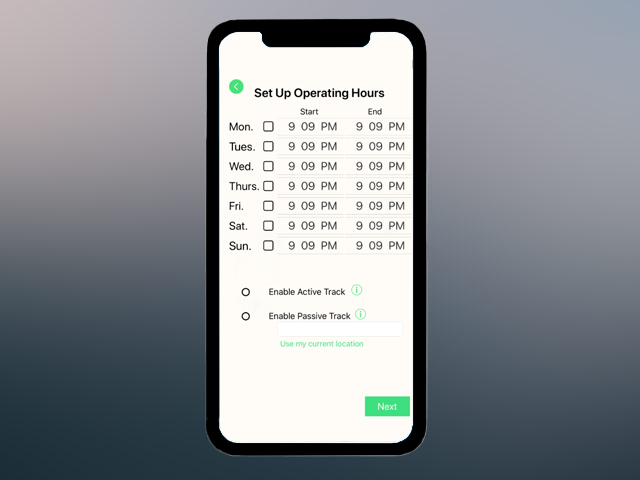 Set Up Operating Hours
Start End
Mon. 9 09 PM 9 09 PM
Tues. 9 09 PM 9 09 PM
Wed. 9 09 PM 9 09 PM
Thurs. 9 09 PM 9 09 PM
Fri. 9 09 PM 9 09 PM
Sat. 9 09 PM 9 09 PM
Sun. 9 09 PM 9 09 PM
Enable Active Track
Enable Passive Track
Use my current location
Next